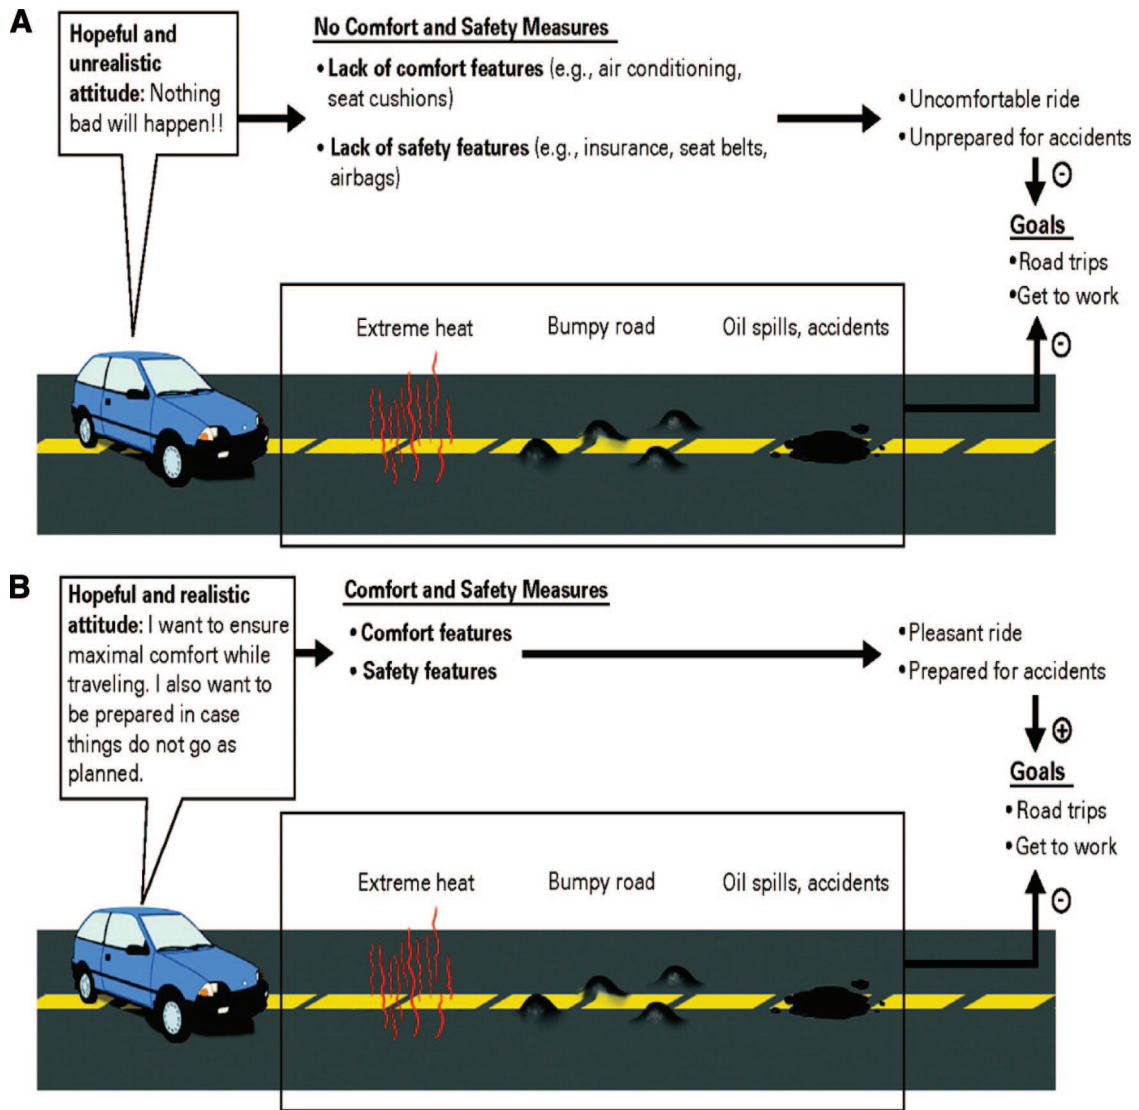 A
Hopeful and
unrealistic
attitude: Nothing
bad will happen!!
No Comfort and Safety Measures
• Lack of comfort features (e.g., air conditioning,
seat cushions)
• Lack of safety features (e.g., insurance, seat belts,
airbags)
• Uncomfortable ride
• Unprepared for accidents
-
Goals
• Road trips
• Get to work
-
Extreme heat
Bumpy road
Oil spills, accidents
B
Hopeful and realistic
attitude: I want to ensure
maximal comfort while
traveling. I also want to
be prepared in case
things do not go as
planned.
Comfort and Safety Measures
• Comfort features
• Safety features
• Pleasant ride
• Prepared for accidents
+
Goals
• Road trips
• Get to work
-
Extreme heat
Bumpy road
Oil spills, accidents